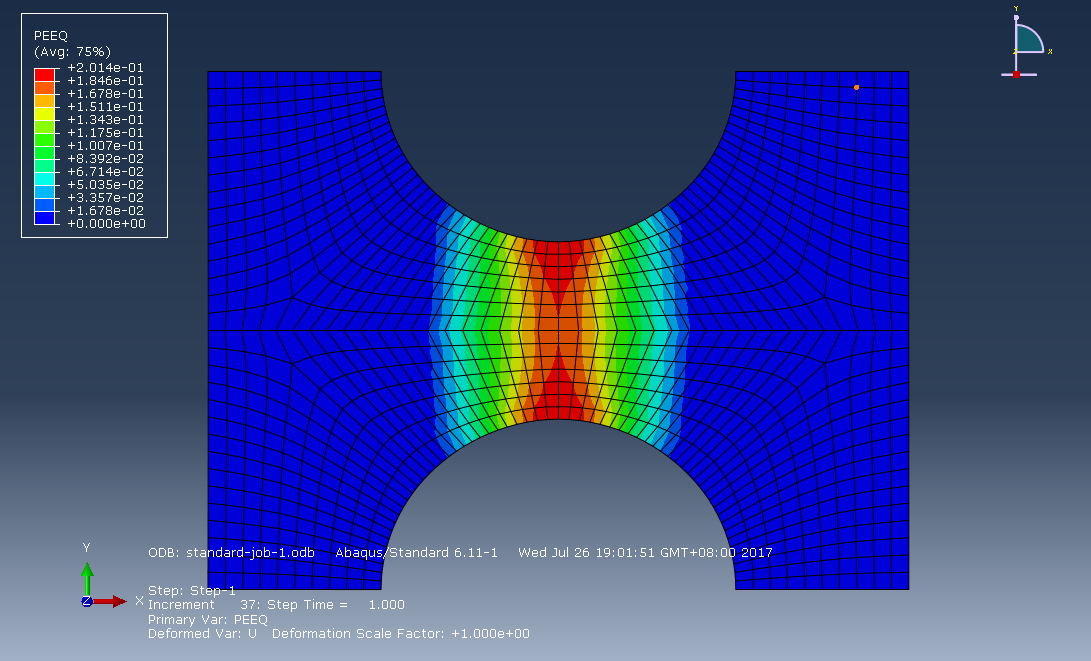 PEEQ
(Avg: 75%)
+2.014e-01
+1.846e-01
+1.678e-01
+1.511e-01
+1.343e-01
+1.175e-01
+1.007e-01
+8.392e-02
+6.714e-02
+5.035e-02
+3.357e-02
+1.678e-02
+0.000e+00
Y
X
Z
Y
X
Z
ODB: standard-job-1.odb    Abaqus/Standard 6.11-1    Wed Jul 26 19:01:51 GMT+08:00 2017
Step: Step-1
Increment    37: Step Time =    1.000
Primary Var: PEEQ
Deformed Var: U    Deformation Scale Factor: +1.000e+00